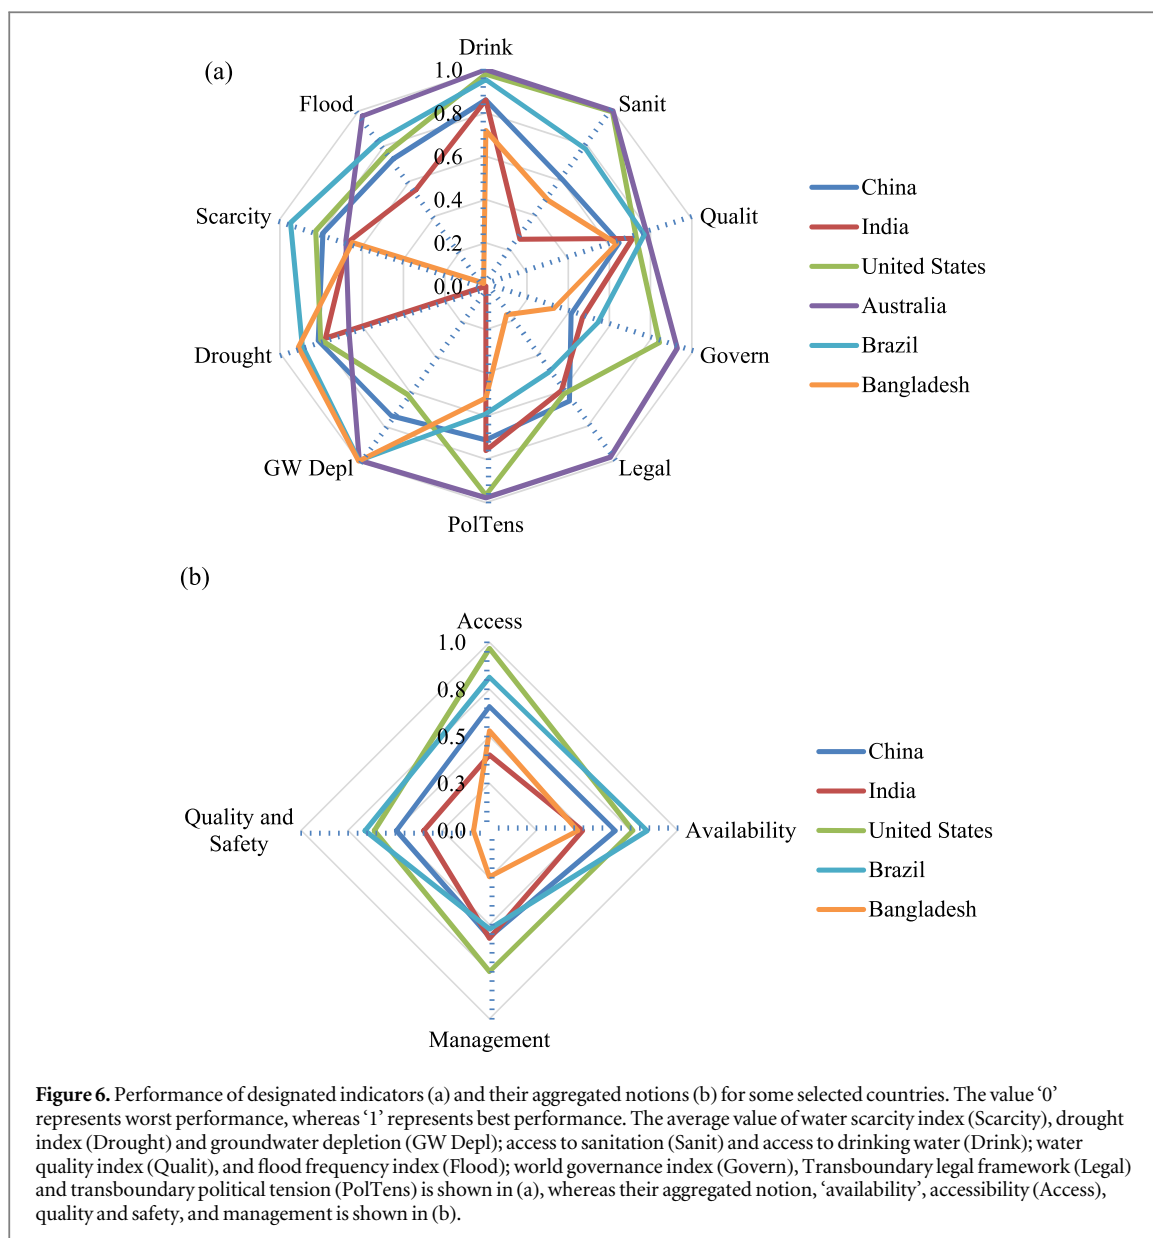 (a)
Drink
1.0
Flood
Sanit
0.8
0.6
0.4
Scarcity
Qualit
0.2
0.0
Drought
Govern
GW Depl
Legal
PolTens
China
India
United States
Australia
Brazil
Bangladesh
(b)
Access
1.0
0.8
0.5
0.3
Quality and
Safety
0.0
Availability
Management
China
India
United States
Brazil
Bangladesh
Figure 6. Performance of designated indicators (a) and their aggregated notions (b) for some selected countries. The value ‘0’
represents worst performance, whereas ‘1’ represents best performance. The average value of water scarcity index (Scarcity), drought
index (Drought) and groundwater depletion (GW Depl); access to sanitation (Sanit) and access to drinking water (Drink); water
quality index (Qualit), and flood frequency index (Flood); world governance index (Govern), Transboundary legal framework (Legal)
and transboundary political tension (PolTens) is shown in (a), whereas their aggregated notion, ‘availability’, accessibility (Access),
quality and safety, and management is shown in (b).